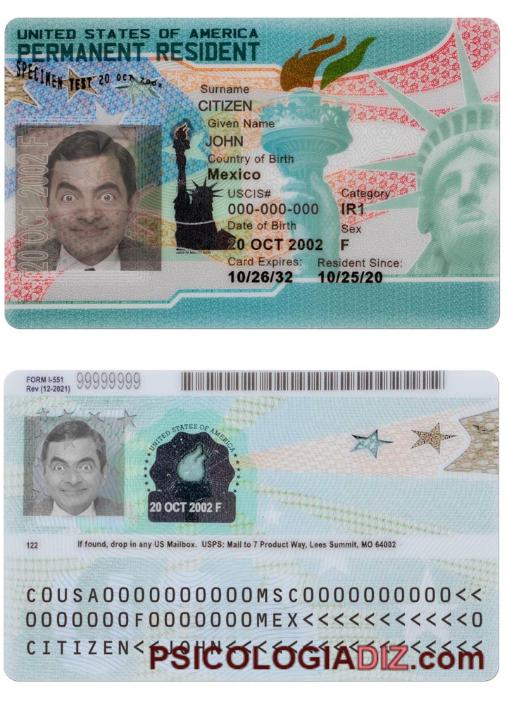 UNITED STATES OF AMERICA
PERMANENT RESIDENT
SPECIMEN TEST 20 OCT
Surname
CITIZEN
Given Name
JOHN
Country of Birth
Mexico
USCIS# Category
000-000-000 IR1
Date of Birth Sex
20 OCT 2002 F
Card Expires: Resident Since:
10/26/32 10/25/20
20 OCT 2002 F
FORM I-551 99999999
Rev (12-2021)
UNITED STATES OF AMERICA
20 OCT 2002 F
122 If found, drop in any US Mailbox. USPS: Mail to 7 Product Way, Lees Summit, MO 64002
COUSA0000000000MSC0000000000<<
0000000F0000000MEX<<<<<<<<<<<0
CITIZEN<<JOHN<<<<<<<<<<<<<<<<<
PSICOLOGIADIZ.com